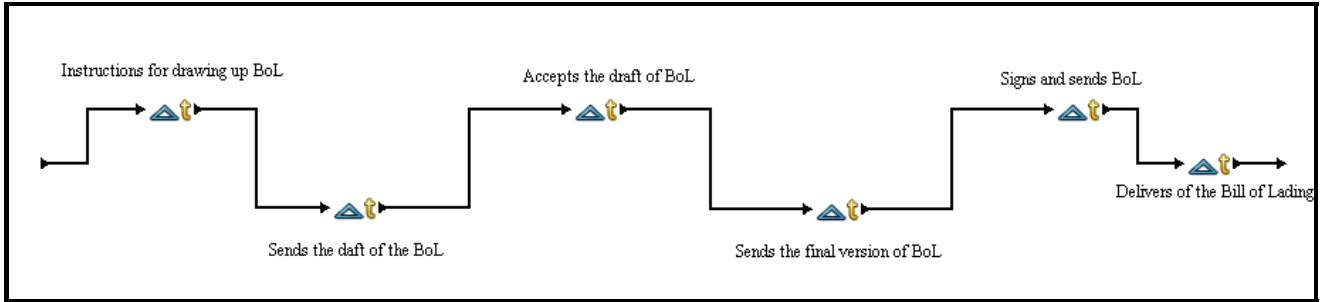 Instructions for drawing up BoL
Accepts the draft of BoL
Signs and sends BoL
Delivers of the Bill of Lading
Sends the daft of the BoL
Sends the final version of BoL